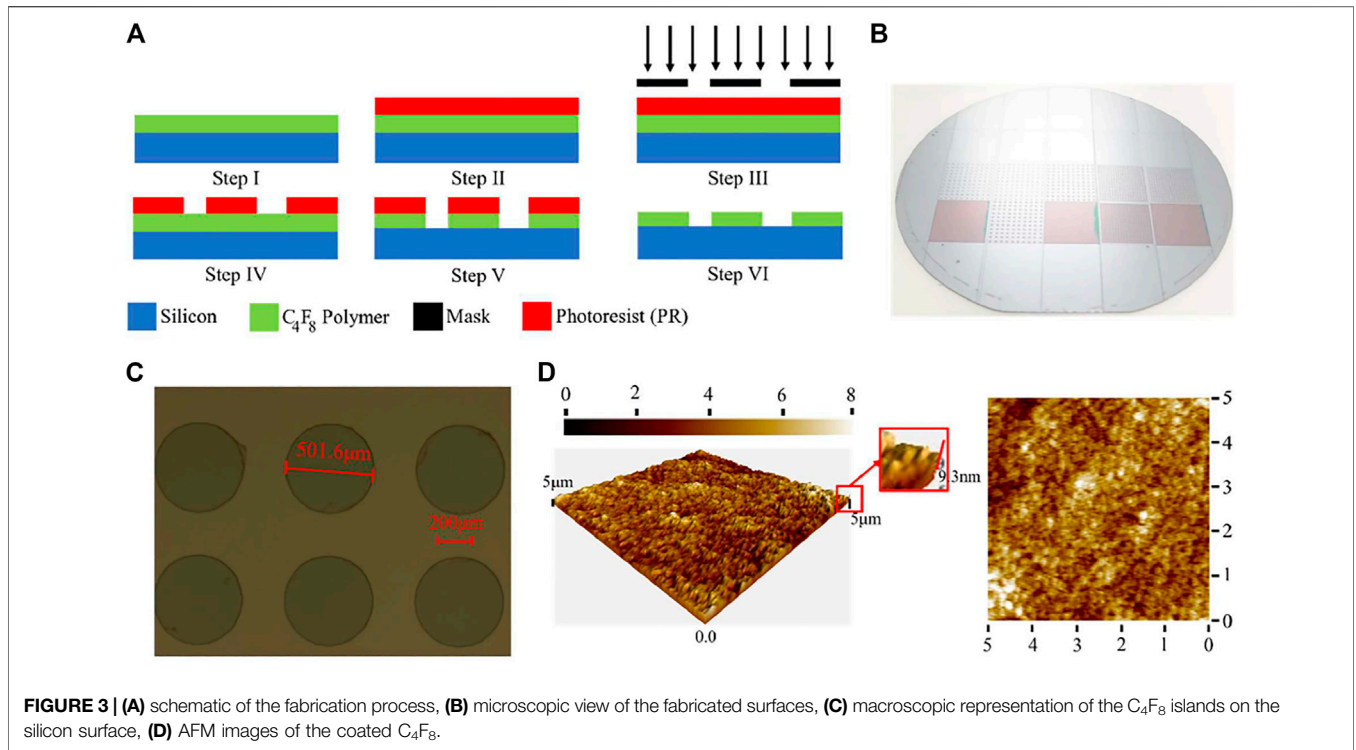 A
B
Step I
Step II
Step III
Step IV
Step V
Step VI
Silicon
C₄F₈ Polymer
Mask
Photoresist (PR)
C
501.6μm
200μm
D
0 2 4 6 8
5μm
5μm
9.3nm
0.0
5
4
3
2
1
0
5 4 3 2 1 0
FIGURE 3 | (A) schematic of the fabrication process, (B) microscopic view of the fabricated surfaces, (C) macroscopic representation of the C₄F₈ islands on the
silicon surface, (D) AFM images of the coated C₄F₈.